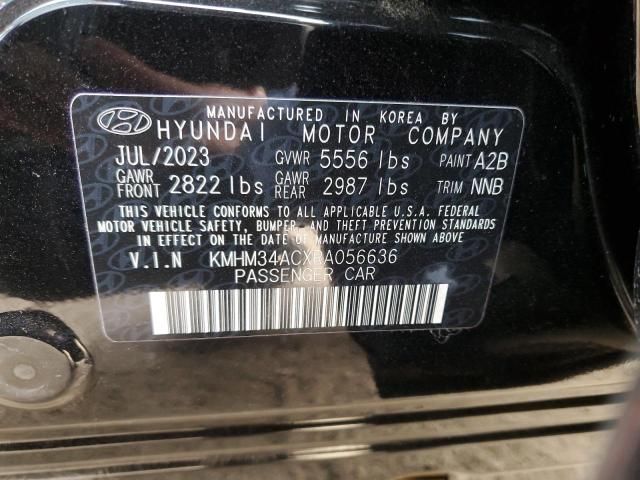 MANUFACTURED IN KOREA BY
HYUNDAI MOTOR COMPANY
JUL/2023 GVWR 5556 lbs PAINT A2B
GAWR FRONT 2822 lbs GAWR REAR 2987 lbs TRIM NNB
THIS VEHICLE CONFORMS TO ALL APPLICABLE U.S.A. FEDERAL
MOTOR VEHICLE SAFETY, BUMPER, AND THEFT PREVENTION STANDARDS
IN EFFECT ON THE DATE OF MANUFACTURE SHOWN ABOVE.
V.I.N KMHM34ACXRA056636
PASSENGER CAR